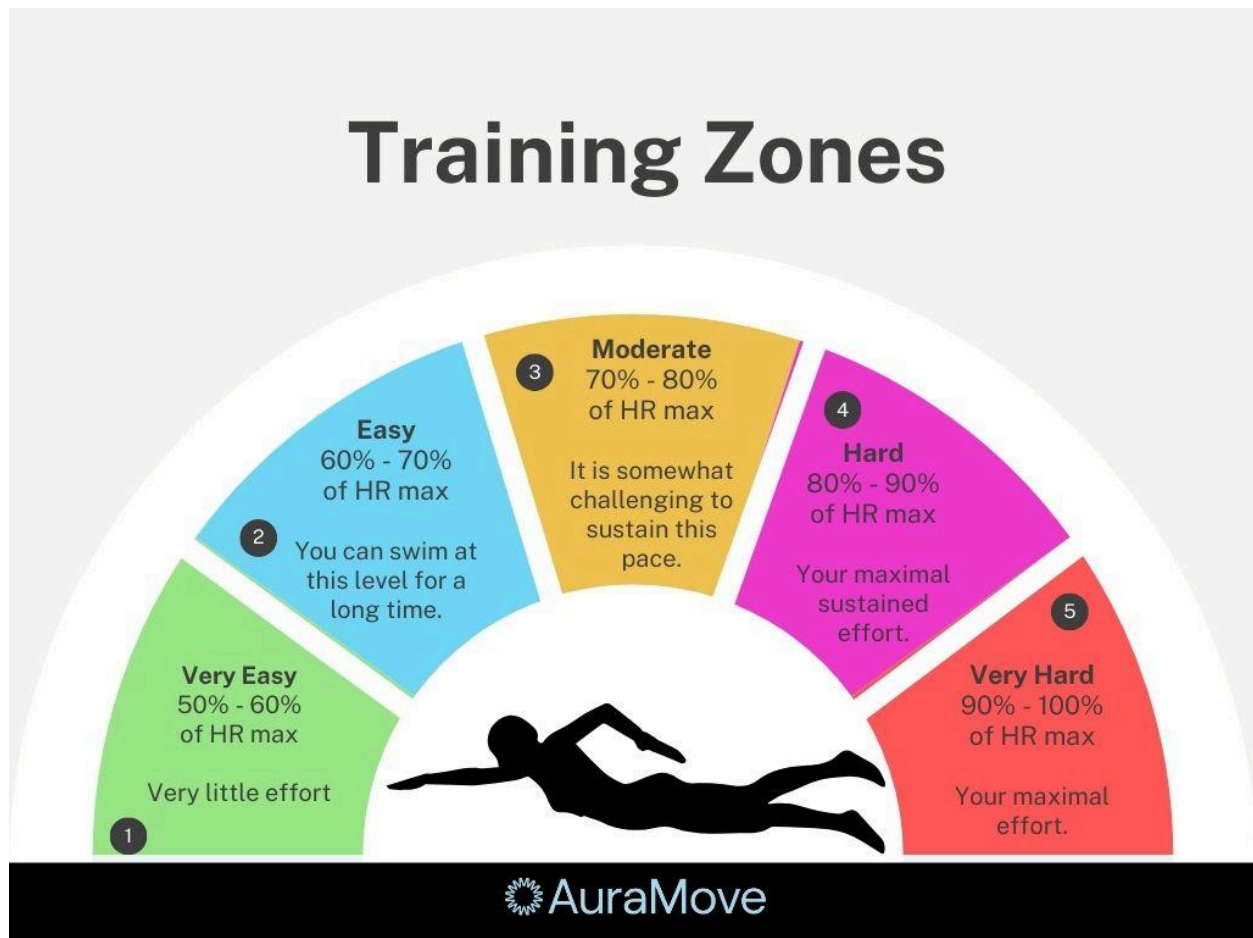 Training Zones
1
Very Easy
50% - 60%
of HR max
Very little effort
2
Easy
60% - 70%
of HR max
You can swim at
this level for a
long time.
3
Moderate
70% - 80%
of HR max
It is somewhat
challenging to
sustain this
pace.
4
Hard
80% - 90%
of HR max
Your maximal
sustained
effort.
5
Very Hard
90% - 100%
of HR max
Your maximal
effort.
AuraMove